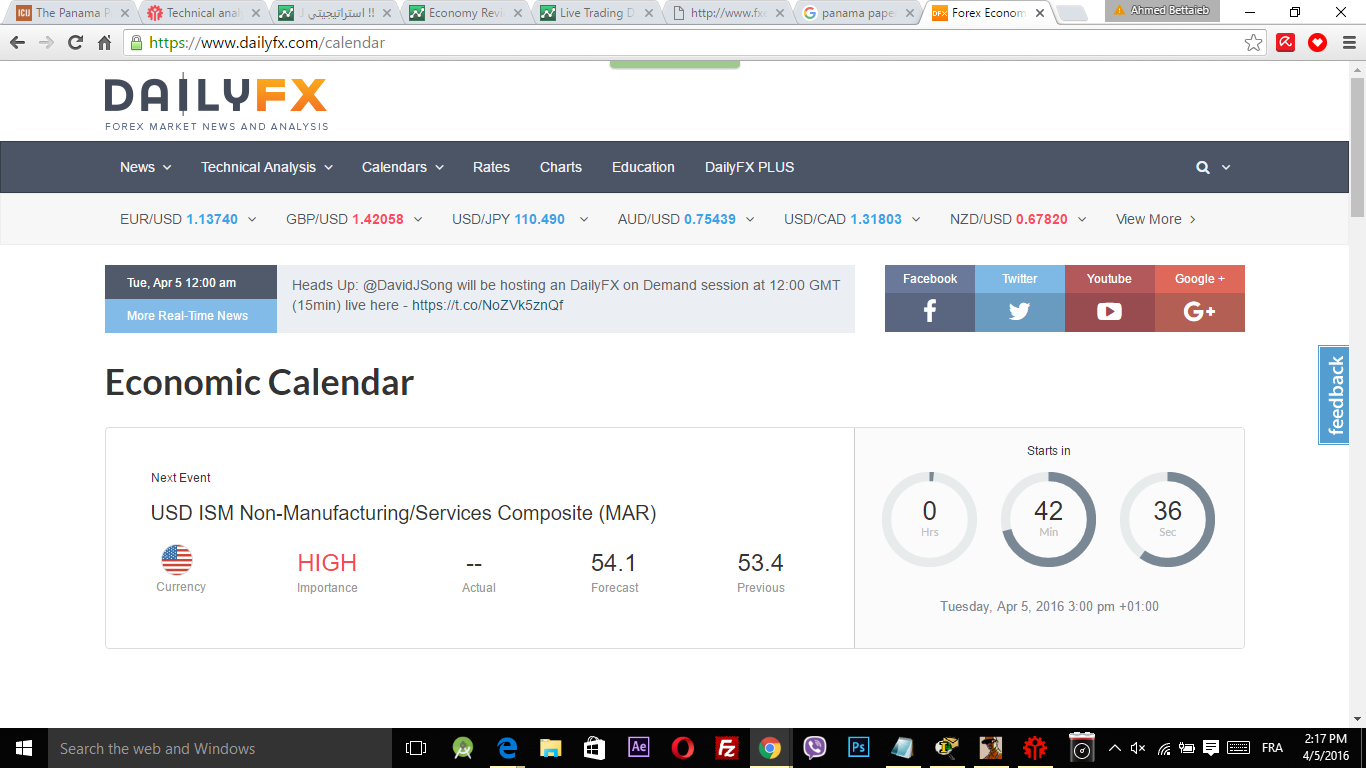 The Panama P
Technical anal
استراتيجيتي !!
Economy Revi
Live Trading D
http://www.fx
panama pape
Forex Econom
Ahmed Bettaieb
https://www.dailyfx.com/calendar
DAILYFX
FOREX MARKET NEWS AND ANALYSIS
News Technical Analysis Calendars Rates Charts Education DailyFX PLUS
EUR/USD 1.13740 GBP/USD 1.42058 USD/JPY 110.490 AUD/USD 0.75439 USD/CAD 1.31803 NZD/USD 0.67820 View More
Tue, Apr 5 12:00 am
More Real-Time News
Heads Up: @DavidJSong will be hosting an DailyFX on Demand session at 12:00 GMT
(15min) live here - https://t.co/NoZVk5znQf
Facebook Twitter Youtube Google +
feedback
Economic Calendar
Next Event
USD ISM Non-Manufacturing/Services Composite (MAR)
HIGH -- 54.1 53.4
Currency Importance Actual Forecast Previous
Starts in
0 42 36
Hrs Min Sec
Tuesday, Apr 5, 2016 3:00 pm +01:00
Search the web and Windows
Ae
Ps
FRA
2:17 PM
4/5/2016